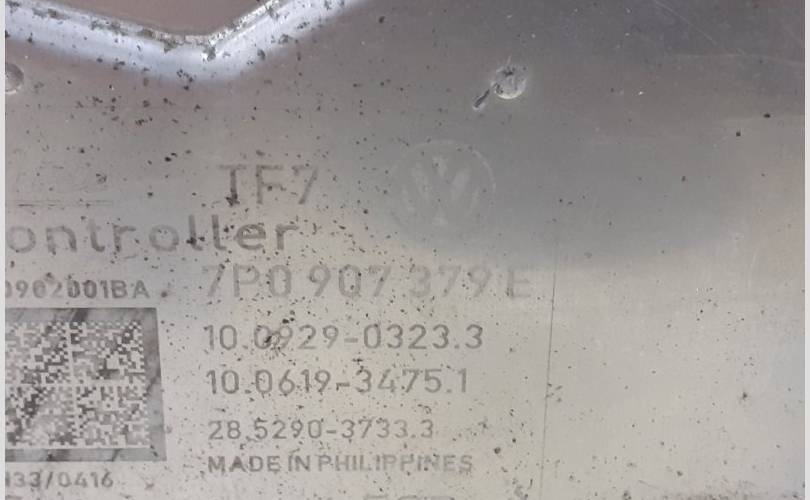 TF7
ontroller
7P0 907 379 E
0902001BA
10.0929-0323.3
10.0619-3475.1
28.5290-3733.3
MADE IN PHILIPPINES
133/0416